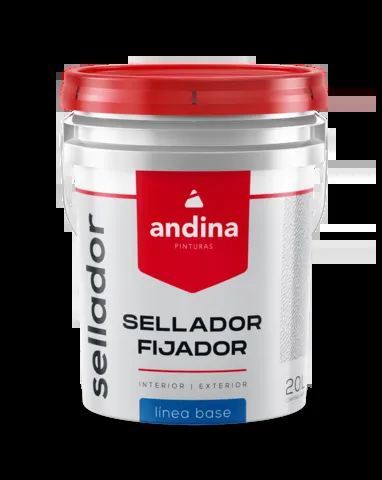 andina
PINTURAS
sellador
SELLADOR
FIJADOR
INTERIOR | EXTERIOR
20L
línea base